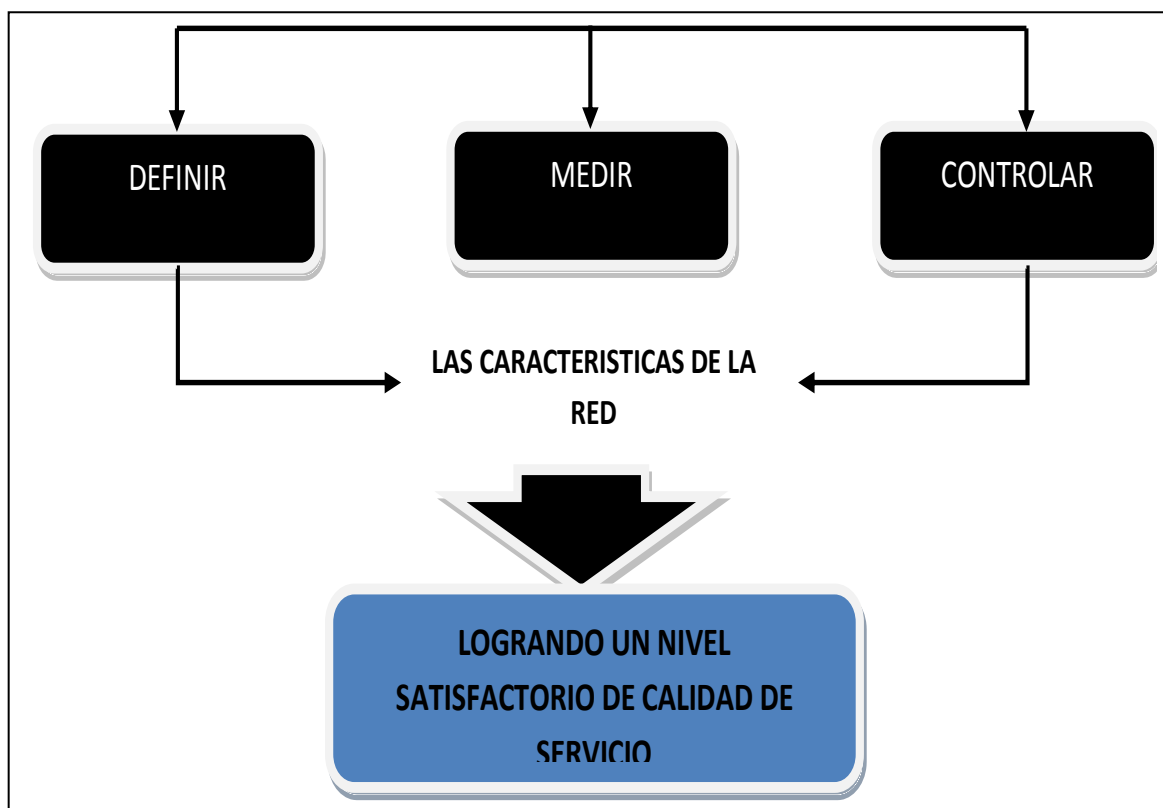 DEFINIR
MEDIR
CONTROLAR
LAS CARACTERISTICAS DE LA
RED
LOGRANDO UN NIVEL
SATISFACTORIO DE CALIDAD DE
SERVICIO